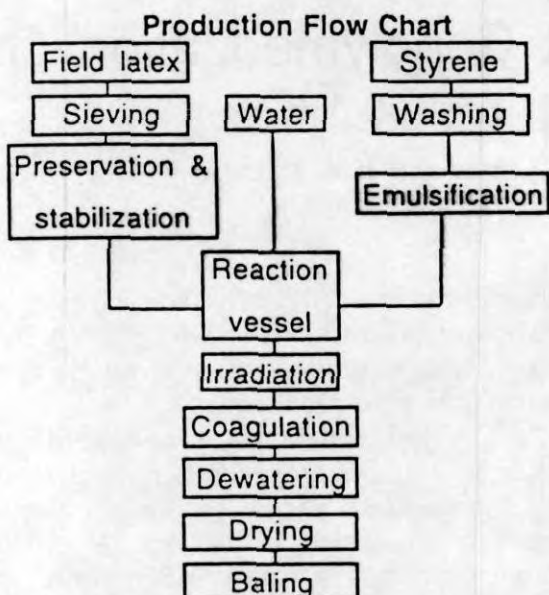 Production Flow Chart
Field latex
Styrene
Sieving
Water
Washing
Preservation &
stabilization
Emulsification
Reaction
vessel
Irradiation
Coagulation
Dewatering
Drying
Baling